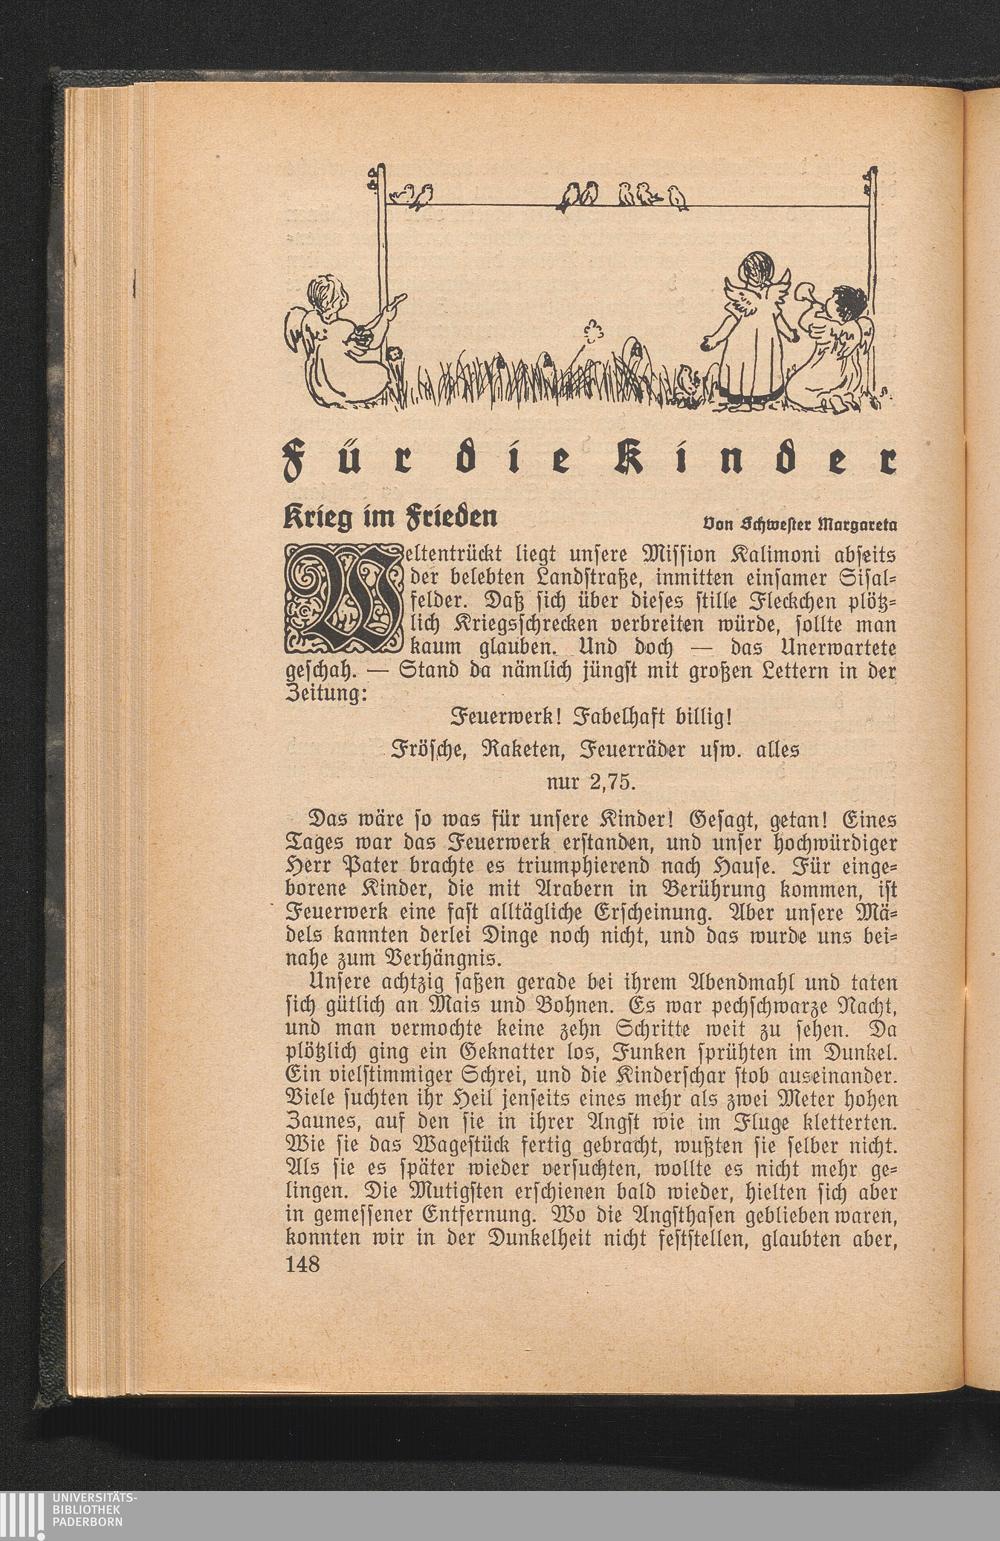 Für die Kinder
Krieg im Frieden
Von Schwester Margareta
Weltentrückt liegt unsere Mission Kalimoni abseits
der belebten Landstraße, inmitten einsamer Sisal-
felder. Daß sich über dieses stille Fleckchen plötz-
lich Kriegsschrecken verbreiten würde, sollte man
kaum glauben. Und doch — das Unerwartete
geschah. — Stand da nämlich jüngst mit großen Lettern in der
Zeitung:
Feuerwerk! Fabelhaft billig!
Frösche, Raketen, Feuerräder usw. alles
nur 2,75.
Das wäre so was für unsere Kinder! Gesagt, getan! Eines
Tages war das Feuerwerk erstanden, und unser hochwürdiger
Herr Pater brachte es triumphierend nach Hause. Für einge-
borene Kinder, die mit Arabern in Berührung kommen, ist
Feuerwerk eine fast alltägliche Erscheinung. Aber unsere Mä-
dels kannten derlei Dinge noch nicht, und das wurde uns bei-
nahe zum Verhängnis.
Unsere achtzig saßen gerade bei ihrem Abendmahl und taten
sich gütlich an Mais und Bohnen. Es war pechschwarze Nacht,
und man vermochte keine zehn Schritte weit zu sehen. Da
plötzlich ging ein Geknatter los, Funken sprühten im Dunkel.
Ein vielstimmiger Schrei, und die Kinderschar stob auseinander.
Viele suchten ihr Heil jenseits eines mehr als zwei Meter hohen
Zaunes, auf den sie in ihrer Angst wie im Fluge kletterten.
Wie sie das Wagestück fertig gebracht, wußten sie selber nicht.
Als sie es später wieder versuchten, wollte es nicht mehr ge-
lingen. Die Mutigsten erschienen bald wieder, hielten sich aber
in gemessener Entfernung. Wo die Angsthasen geblieben waren,
konnten wir in der Dunkelheit nicht feststellen, glaubten aber,
148
UNIVERSITÄTS-
BIBLIOTHEK
PADERBORN